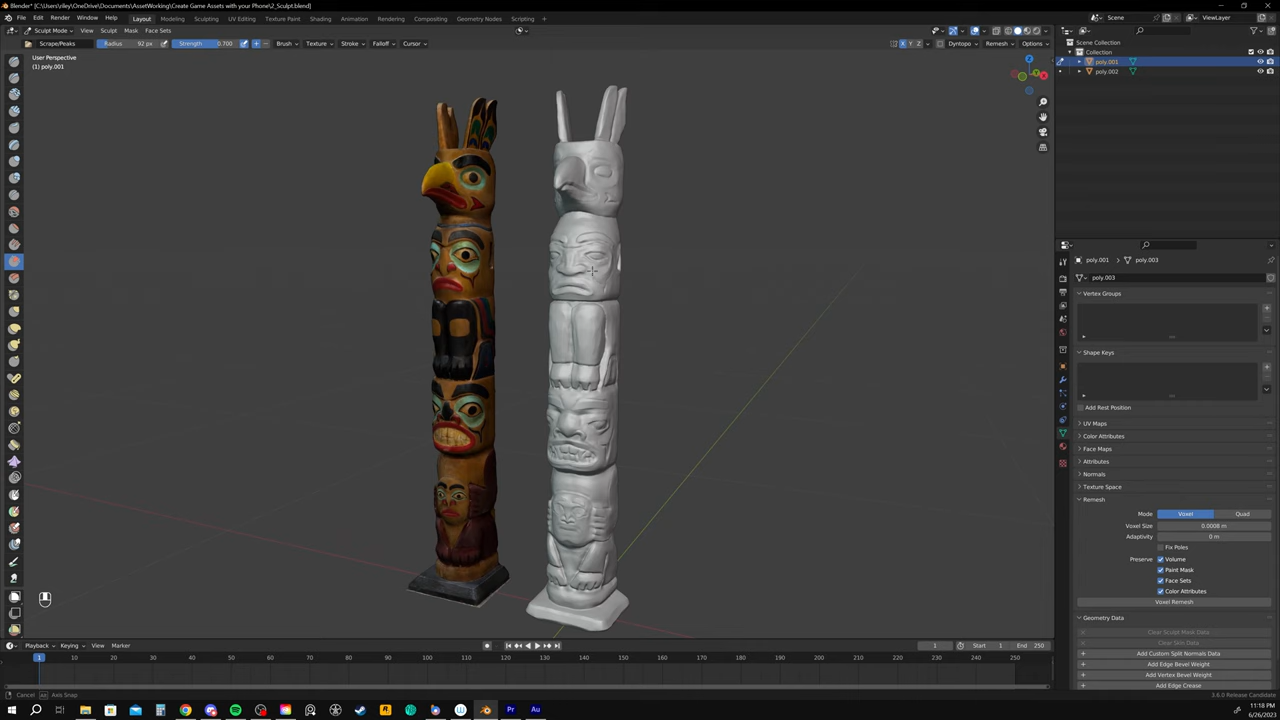 Blender* [C:\Users\riley\OneDrive\Documents\AssetWorking\Create Game Assets with your Phone\2_Sculpt.blend]
File Edit Render Window Help Layout Modeling Sculpting UV Editing Texture Paint Shading Animation Rendering Compositing Geometry Nodes Scripting + Scene ViewLayer
Sculpt Mode View Sculpt Mask Face Sets
Scrape/Peaks Radius 92 px Strength 0.700 Brush Texture Stroke Falloff Cursor X Y Z Dyntopo Remesh Options
User Perspective
(1) poly.001
Scene Collection
Collection
poly.001
poly.002
poly.001 > poly.003
poly.003
Vertex Groups
Shape Keys
Add Rest Position
UV Maps
Color Attributes
Face Maps
Attributes
Normals
Texture Space
Remesh
Mode Voxel Quad
Voxel Size 0.0008 m
Adaptivity 0 m
Fix Poles
Preserve Volume
Paint Mask
Face Sets
Color Attributes
Voxel Remesh
Geometry Data
Clear Sculpt Mask Data
Clear Skin Data
Add Custom Split Normals Data
Add Edge Bevel Weight
Add Vertex Bevel Weight
Add Edge Crease
Playback Keying View Marker 1 Start 1 End 250
1 10 20 30 40 50 60 70 80 90 100 110 120 130 140 150 160 170 180 190 200 210 220 230 240 250
Cancel Axis Snap 3.6.0 Release Candidate
11:18 PM
6/26/2023